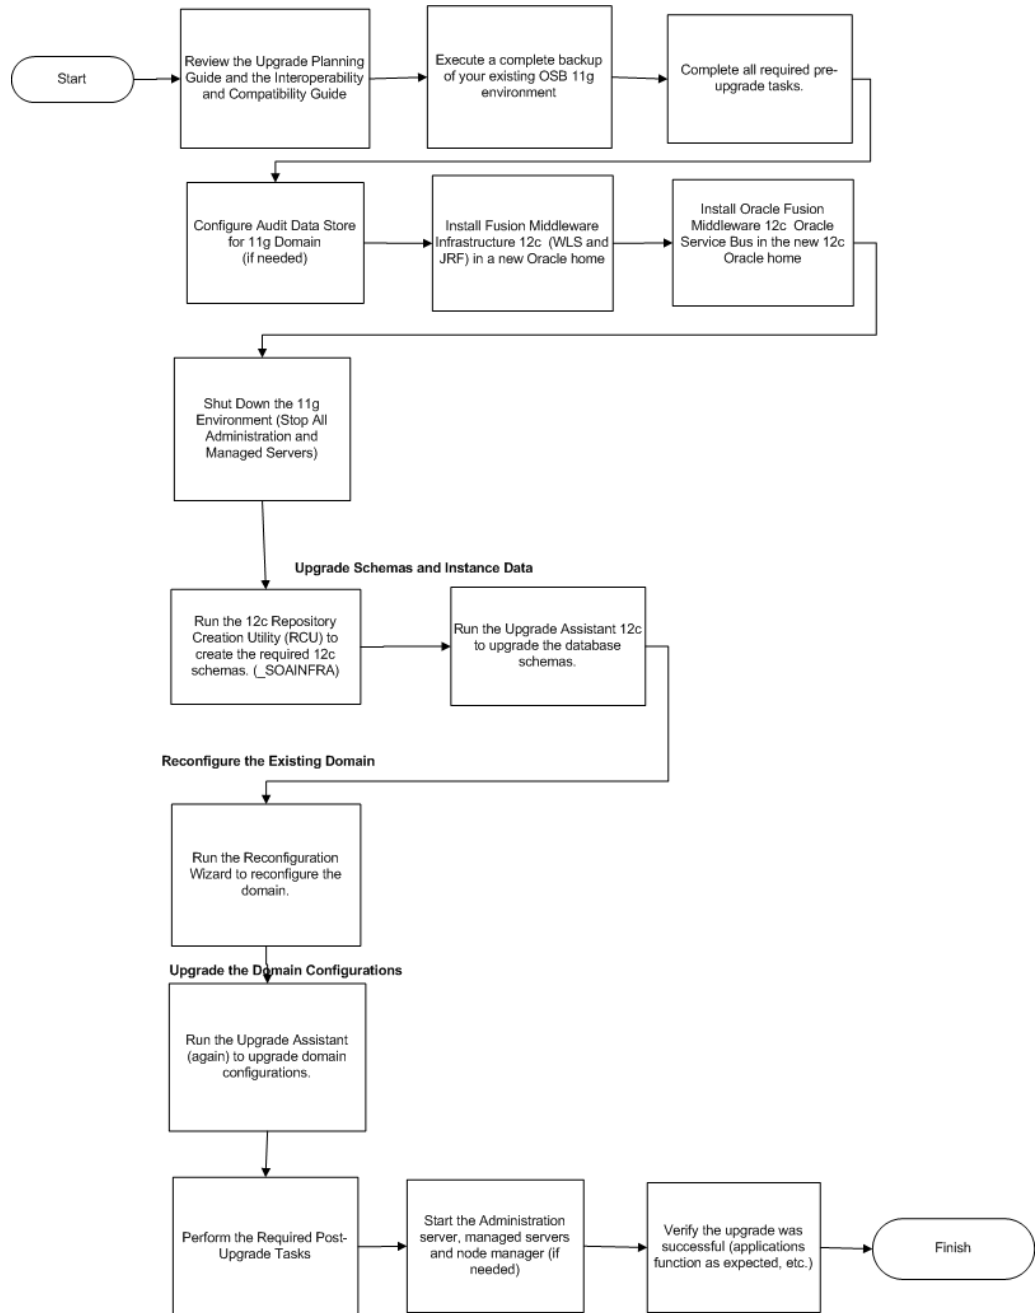 Start
Review the Upgrade Planning
Guide and the Interoperability
and Compatibility Guide
Execute a complete backup
of your existing OSB 11g
environment
Complete all required pre-
upgrade tasks.
Configure Audit Data Store
for 11g Domain
(if needed)
Install Fusion Middleware
Infrastructure 12c (WLS and
JRF) in a new Oracle home
Install Oracle Fusion
Middleware 12c Oracle
Service Bus in the new 12c
Oracle home
Shut Down the 11g
Environment (Stop All
Administration and
Managed Servers)
Upgrade Schemas and Instance Data
Run the 12c Repository
Creation Utility (RCU) to
create the required 12c
schemas. (_SOAINFRA)
Run the Upgrade Assistant 12c
to upgrade the database
schemas.
Reconfigure the Existing Domain
Run the Reconfiguration
Wizard to reconfigure the
domain.
Upgrade the Domain Configurations
Run the Upgrade Assistant
(again) to upgrade domain
configurations.
Perform the Required Post-
Upgrade Tasks
Start the Administration
server, managed servers
and node manager (if
needed)
Verify the upgrade was
successful (applications
function as expected, etc.)
Finish